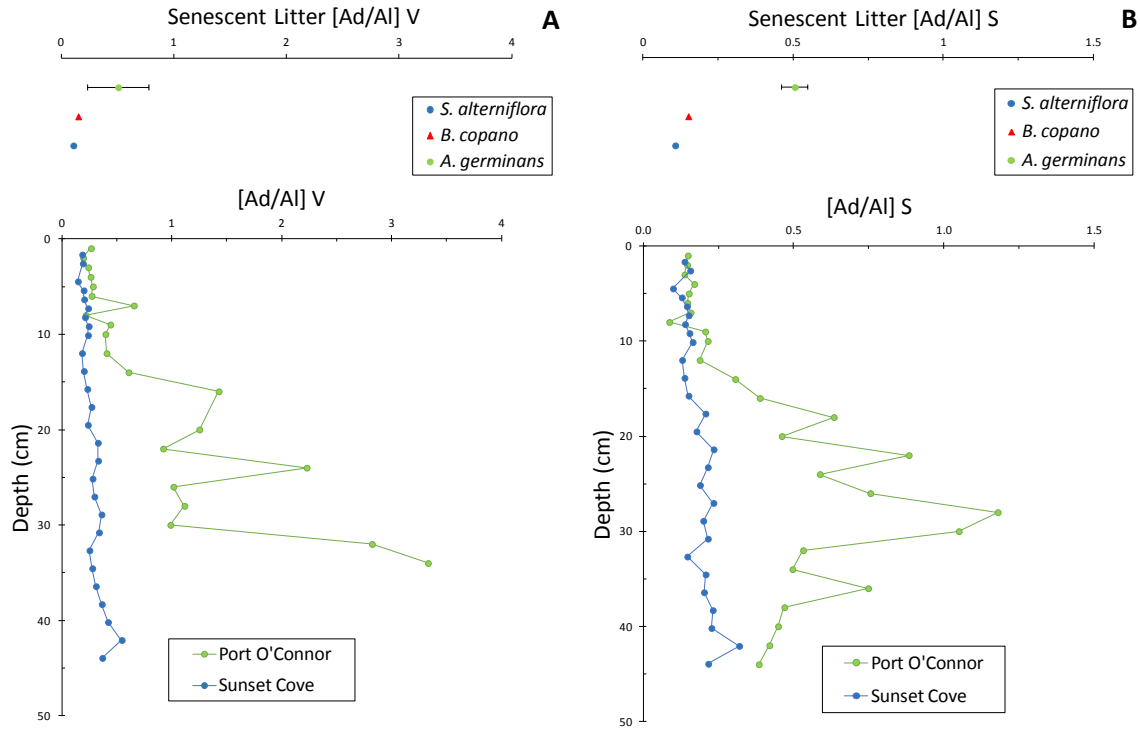 Senescent Litter [Ad/Al] V
A
0 1 2 3 4
S. alterniflora
B. copano
A. germinans
[Ad/Al] V
0 1 2 3 4
0
10
20
30
40
50
Depth (cm)
Port O'Connor
Sunset Cove
Senescent Litter [Ad/Al] S
B
0 0.5 1.0 1.5
S. alterniflora
B. copano
A. germinans
[Ad/Al] S
0.0 0.5 1.0 1.5
0
10
20
30
40
50
Depth (cm)
Port O'Connor
Sunset Cove